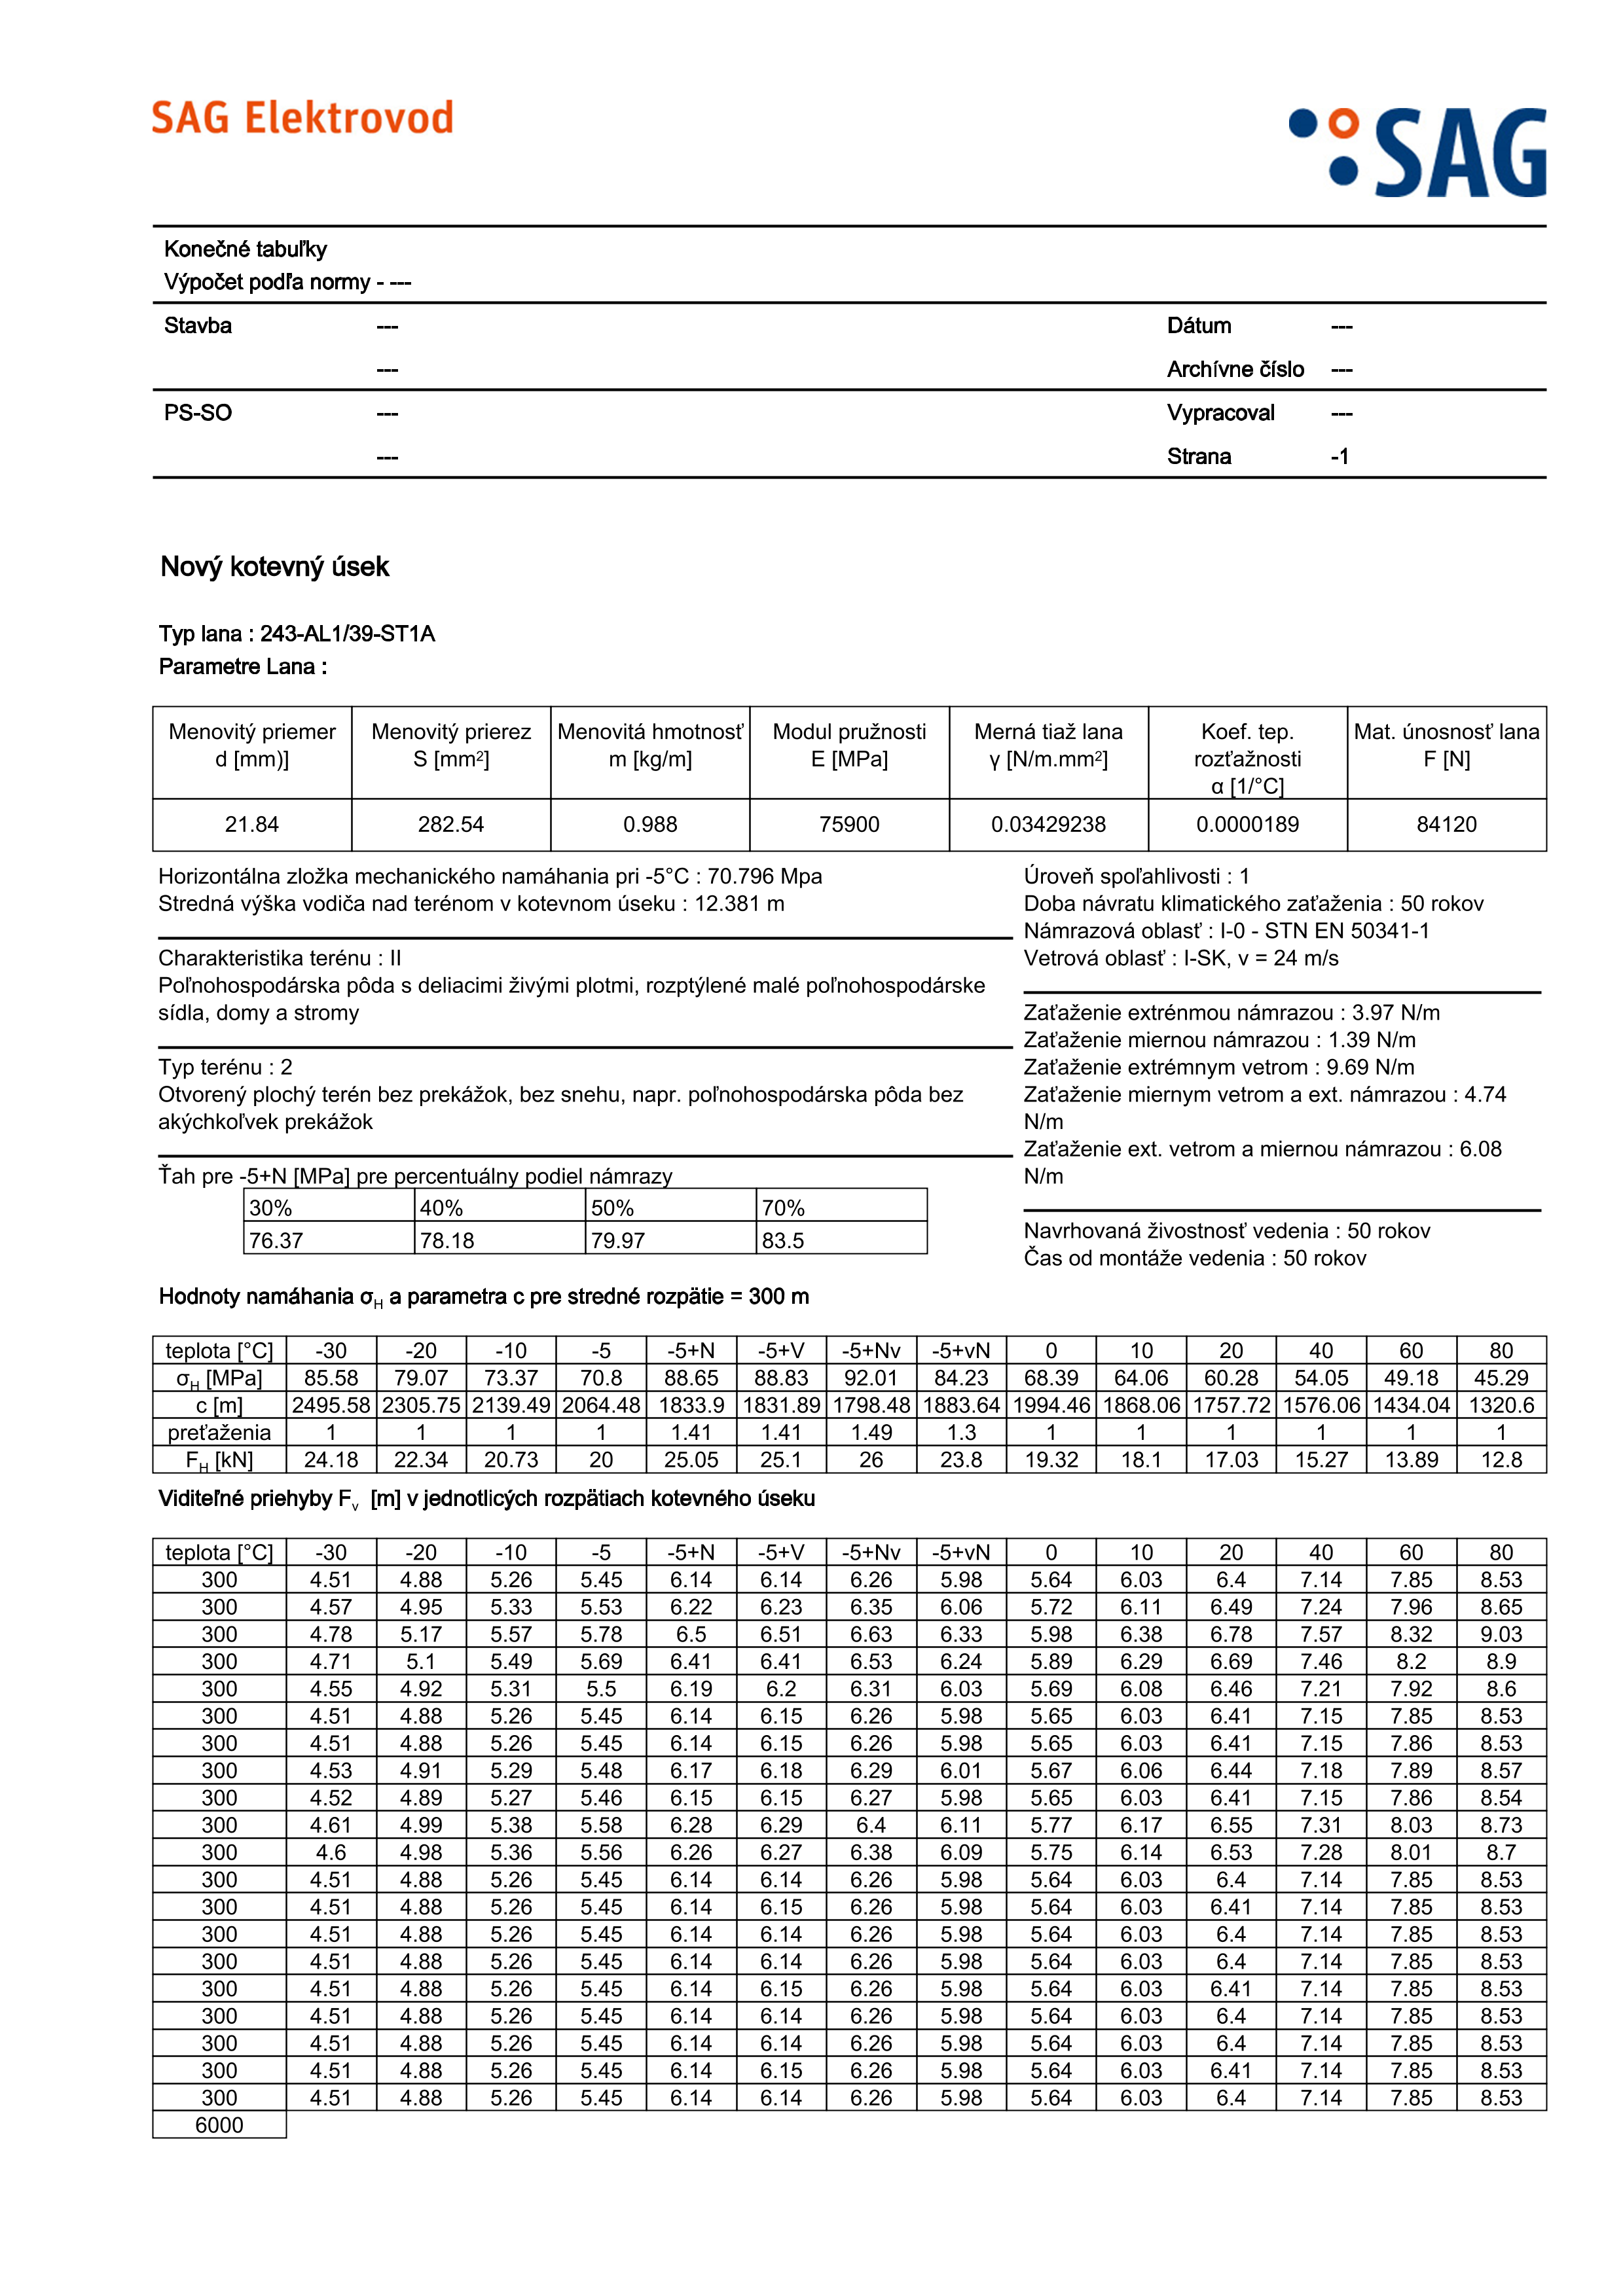 SAG Elektrovod
SAG
Konečné tabuľky
Výpočet podľa normy - ---
Stavba --- Dátum ---
--- Archívne číslo ---
PS-SO --- Vypracoval ---
--- Strana -1
Nový kotevný úsek
Typ lana : 243-AL1/39-ST1A
Parametre Lana :
Menovitý priemer d [mm)] Menovitý prierez S [mm²] Menovitá hmotnosť m [kg/m] Modul pružnosti E [MPa] Merná tiaž lana γ [N/m.mm²] Koef. tep. rozťažnosti α [1/°C] Mat. únosnosť lana F [N]
21.84 282.54 0.988 75900 0.03429238 0.0000189 84120
Horizontálna zložka mechanického namáhania pri -5°C : 70.796 Mpa
Stredná výška vodiča nad terénom v kotevnom úseku : 12.381 m
Charakteristika terénu : II
Poľnohospodárska pôda s deliacimi živými plotmi, rozptýlené malé poľnohospodárske
sídla, domy a stromy
Typ terénu : 2
Otvorený plochý terén bez prekážok, bez snehu, napr. poľnohospodárska pôda bez
akýchkoľvek prekážok
Ťah pre -5+N [MPa] pre percentuálny podiel námrazy
30% 40% 50% 70%
76.37 78.18 79.97 83.5
Úroveň spoľahlivosti : 1
Doba návratu klimatického zaťaženia : 50 rokov
Námrazová oblasť : I-0 - STN EN 50341-1
Vetrová oblasť : I-SK, v = 24 m/s
Zaťaženie extrénmou námrazou : 3.97 N/m
Zaťaženie miernou námrazou : 1.39 N/m
Zaťaženie extrémnym vetrom : 9.69 N/m
Zaťaženie miernym vetrom a ext. námrazou : 4.74
N/m
Zaťaženie ext. vetrom a miernou námrazou : 6.08
N/m
Navrhovaná živostnosť vedenia : 50 rokov
Čas od montáže vedenia : 50 rokov
Hodnoty namáhania σH a parametra c pre stredné rozpätie = 300 m
teplota [°C] -30 -20 -10 -5 -5+N -5+V -5+Nv -5+vN 0 10 20 40 60 80
σH [MPa] 85.58 79.07 73.37 70.8 88.65 88.83 92.01 84.23 68.39 64.06 60.28 54.05 49.18 45.29
c [m] 2495.58 2305.75 2139.49 2064.48 1833.9 1831.89 1798.48 1883.64 1994.46 1868.06 1757.72 1576.06 1434.04 1320.6
preťaženia 1 1 1 1 1.41 1.41 1.49 1.3 1 1 1 1 1 1
FH [kN] 24.18 22.34 20.73 20 25.05 25.1 26 23.8 19.32 18.1 17.03 15.27 13.89 12.8
Viditeľné priehyby Fv [m] v jednotlicých rozpätiach kotevného úseku
teplota [°C] -30 -20 -10 -5 -5+N -5+V -5+Nv -5+vN 0 10 20 40 60 80
300 4.51 4.88 5.26 5.45 6.14 6.14 6.26 5.98 5.64 6.03 6.4 7.14 7.85 8.53
300 4.57 4.95 5.33 5.53 6.22 6.23 6.35 6.06 5.72 6.11 6.49 7.24 7.96 8.65
300 4.78 5.17 5.57 5.78 6.5 6.51 6.63 6.33 5.98 6.38 6.78 7.57 8.32 9.03
300 4.71 5.1 5.49 5.69 6.41 6.41 6.53 6.24 5.89 6.29 6.69 7.46 8.2 8.9
300 4.55 4.92 5.31 5.5 6.19 6.2 6.31 6.03 5.69 6.08 6.46 7.21 7.92 8.6
300 4.51 4.88 5.26 5.45 6.14 6.15 6.26 5.98 5.65 6.03 6.41 7.15 7.85 8.53
300 4.51 4.88 5.26 5.45 6.14 6.15 6.26 5.98 5.65 6.03 6.41 7.15 7.86 8.53
300 4.53 4.91 5.29 5.48 6.17 6.18 6.29 6.01 5.67 6.06 6.44 7.18 7.89 8.57
300 4.52 4.89 5.27 5.46 6.15 6.15 6.27 5.98 5.65 6.03 6.41 7.15 7.86 8.54
300 4.61 4.99 5.38 5.58 6.28 6.29 6.4 6.11 5.77 6.17 6.55 7.31 8.03 8.73
300 4.6 4.98 5.36 5.56 6.26 6.27 6.38 6.09 5.75 6.14 6.53 7.28 8.01 8.7
300 4.51 4.88 5.26 5.45 6.14 6.14 6.26 5.98 5.64 6.03 6.4 7.14 7.85 8.53
300 4.51 4.88 5.26 5.45 6.14 6.15 6.26 5.98 5.64 6.03 6.41 7.14 7.85 8.53
300 4.51 4.88 5.26 5.45 6.14 6.14 6.26 5.98 5.64 6.03 6.4 7.14 7.85 8.53
300 4.51 4.88 5.26 5.45 6.14 6.14 6.26 5.98 5.64 6.03 6.4 7.14 7.85 8.53
300 4.51 4.88 5.26 5.45 6.14 6.15 6.26 5.98 5.64 6.03 6.41 7.14 7.85 8.53
300 4.51 4.88 5.26 5.45 6.14 6.14 6.26 5.98 5.64 6.03 6.4 7.14 7.85 8.53
300 4.51 4.88 5.26 5.45 6.14 6.14 6.26 5.98 5.64 6.03 6.4 7.14 7.85 8.53
300 4.51 4.88 5.26 5.45 6.14 6.15 6.26 5.98 5.64 6.03 6.41 7.14 7.85 8.53
300 4.51 4.88 5.26 5.45 6.14 6.14 6.26 5.98 5.64 6.03 6.4 7.14 7.85 8.53
6000